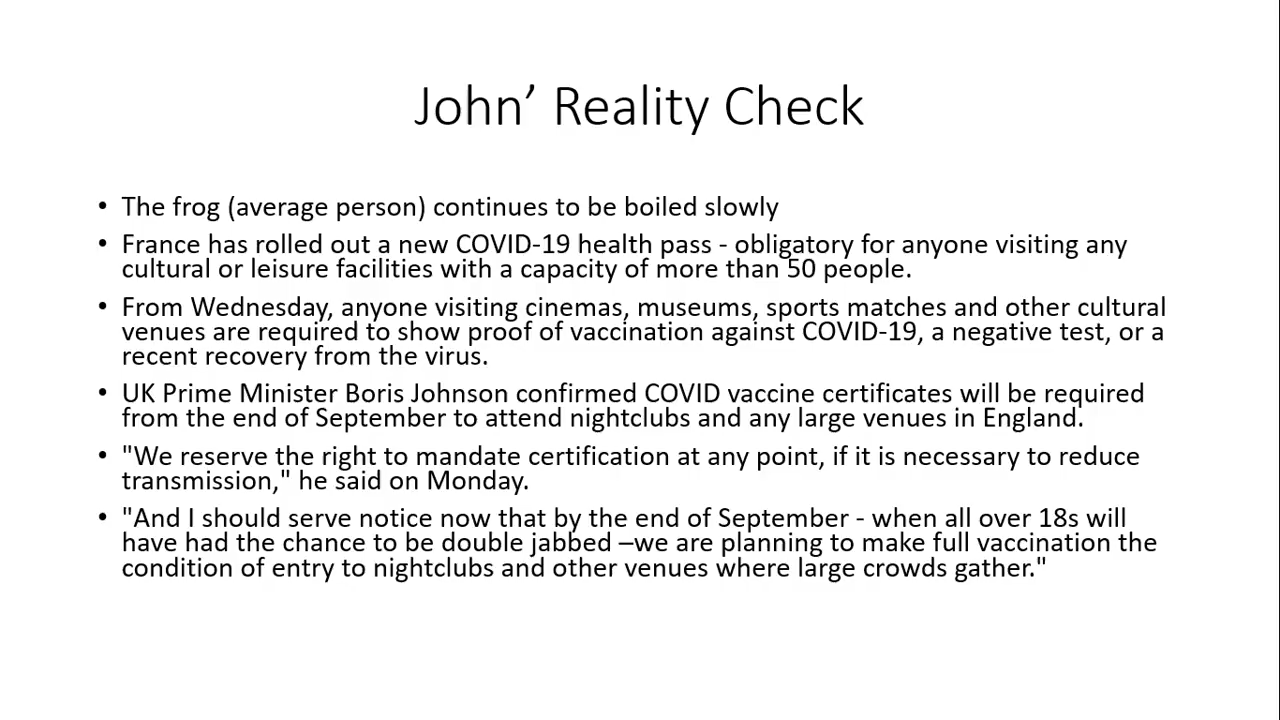 John’ Reality Check
• The frog (average person) continues to be boiled slowly
• France has rolled out a new COVID-19 health pass - obligatory for anyone visiting any
cultural or leisure facilities with a capacity of more than 50 people.
• From Wednesday, anyone visiting cinemas, museums, sports matches and other cultural
venues are required to show proof of vaccination against COVID-19, a negative test, or a
recent recovery from the virus.
• UK Prime Minister Boris Johnson confirmed COVID vaccine certificates will be required
from the end of September to attend nightclubs and any large venues in England.
• "We reserve the right to mandate certification at any point, if it is necessary to reduce
transmission," he said on Monday.
• "And I should serve notice now that by the end of September - when all over 18s will
have had the chance to be double jabbed –we are planning to make full vaccination the
condition of entry to nightclubs and other venues where large crowds gather."